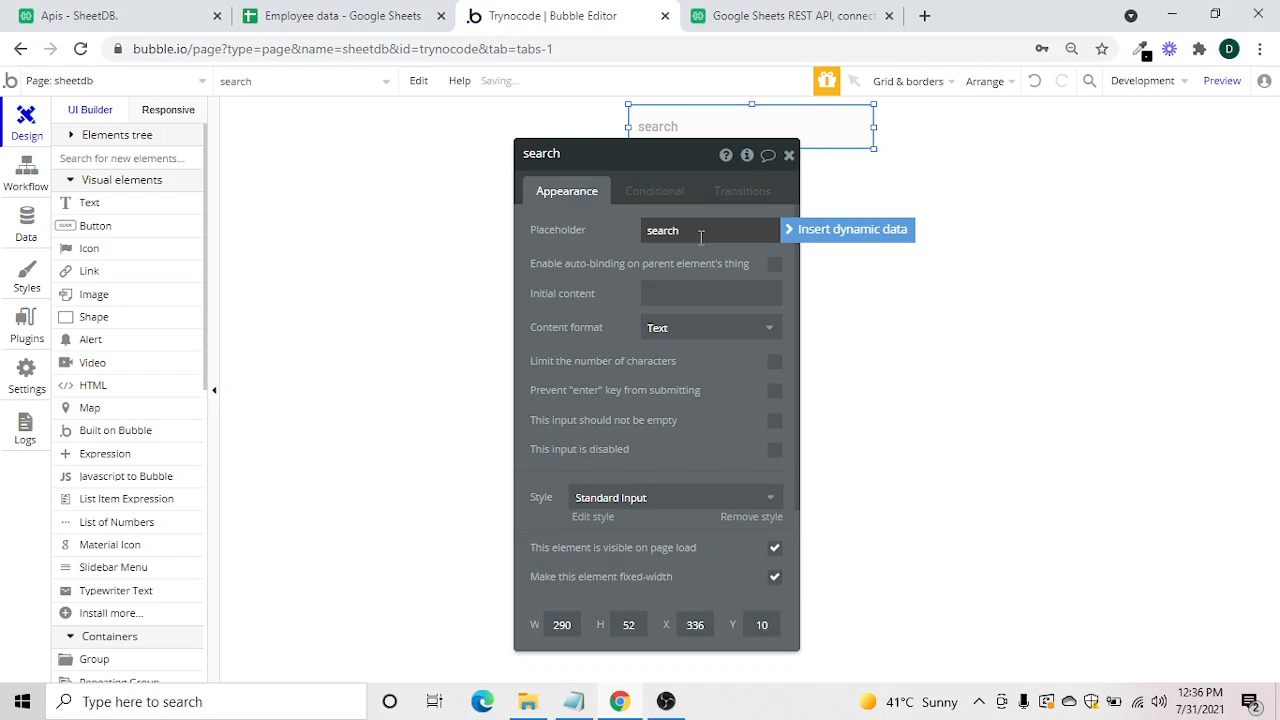 Dashboard
Employee data - Google Sheets
Trynocode
Google Sheets REST API, connect
bubble.io/page?type=page&name=sheetdb&id=trynocode&tab=tabs-1
D
Page: sheetdb
search
Edit
Help
Saving...
Grid & borders
Arrange
Development
Preview
Design
Workflow
Data
Styles
Plugins
Settings
Logs
UI Builder
Responsive
Elements tree
Search for new elements...
Visual elements
Text
CLICK Button
Icon
Link
Image
Shape
Alert
Video
HTML
Map
Built on Bubble
Expression
JS Javascript to Bubble
List Item Expression
List of Numbers
g Material Icon
Slidebar Menu
Typewriter Text
Install more...
Containers
Group
Repeating Group
search
search
Appearance
Conditional
Transitions
Placeholder
search
Insert dynamic data
Enable auto-binding on parent element's thing
Initial content
Content format
Text
Limit the number of characters
Prevent "enter" key from submitting
This input should not be empty
This input is disabled
Style
Standard Input
Edit style
Remove style
This element is visible on page load
Make this element fixed-width
W 290 H 52 X 336 Y 10
Type here to search
41°C Sunny
12:36 PM
7/31/2021
2